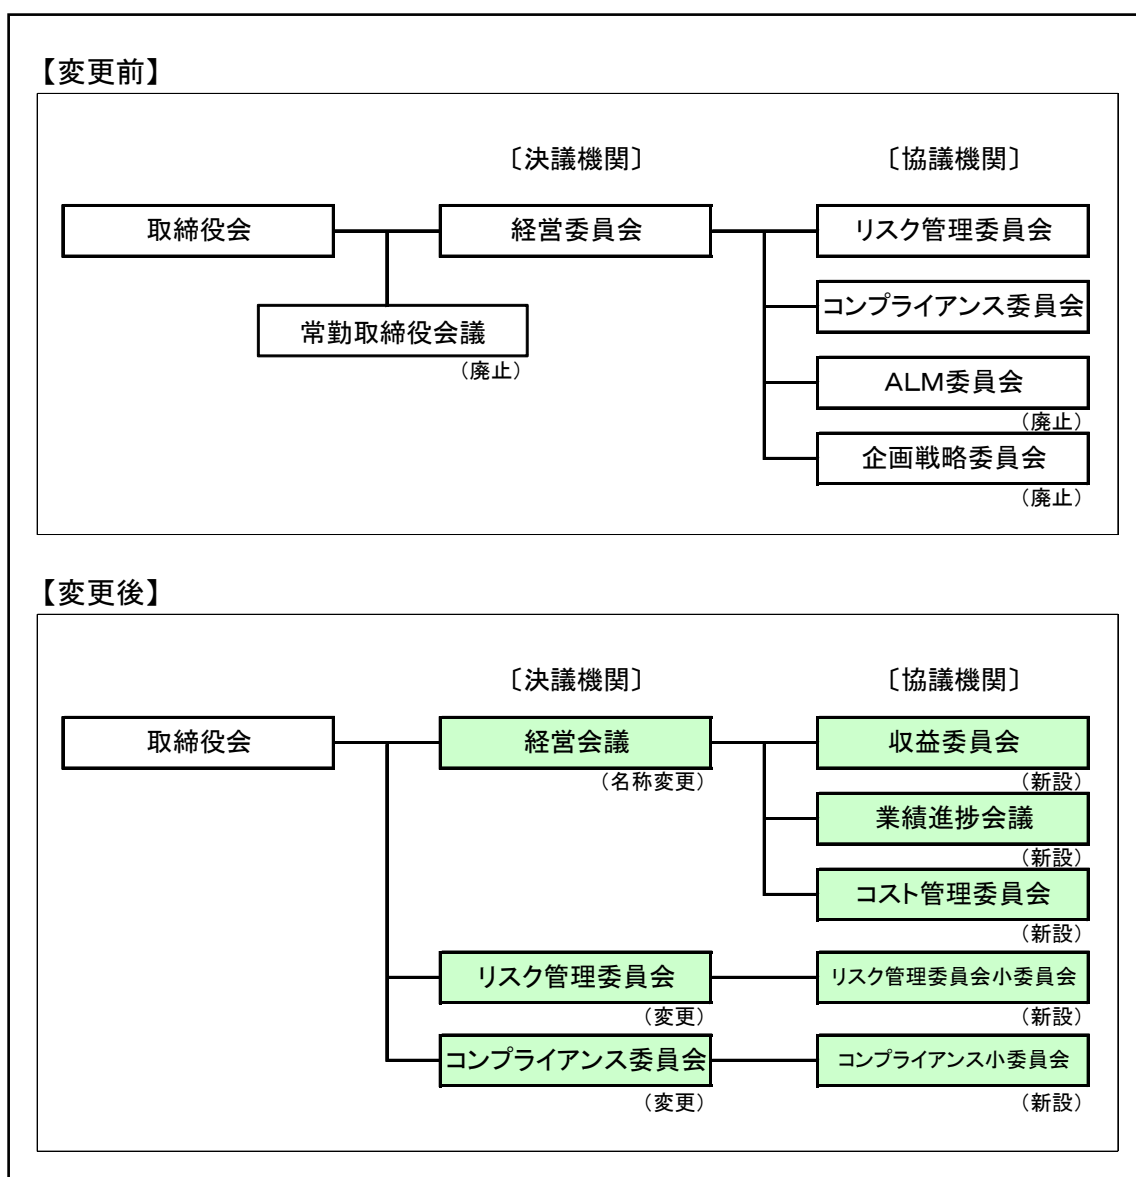 【変更前】
〔決議機関〕
〔協議機関〕
取締役会
経営委員会
リスク管理委員会
コンプライアンス委員会
常勤取締役会議
(廃止)
ALM委員会
(廃止)
企画戦略委員会
(廃止)
【変更後】
〔決議機関〕
〔協議機関〕
取締役会
経営会議
(名称変更)
収益委員会
(新設)
業績進捗会議
(新設)
コスト管理委員会
(新設)
リスク管理委員会
(変更)
リスク管理委員会小委員会
(新設)
コンプライアンス委員会
(変更)
コンプライアンス小委員会
(新設)